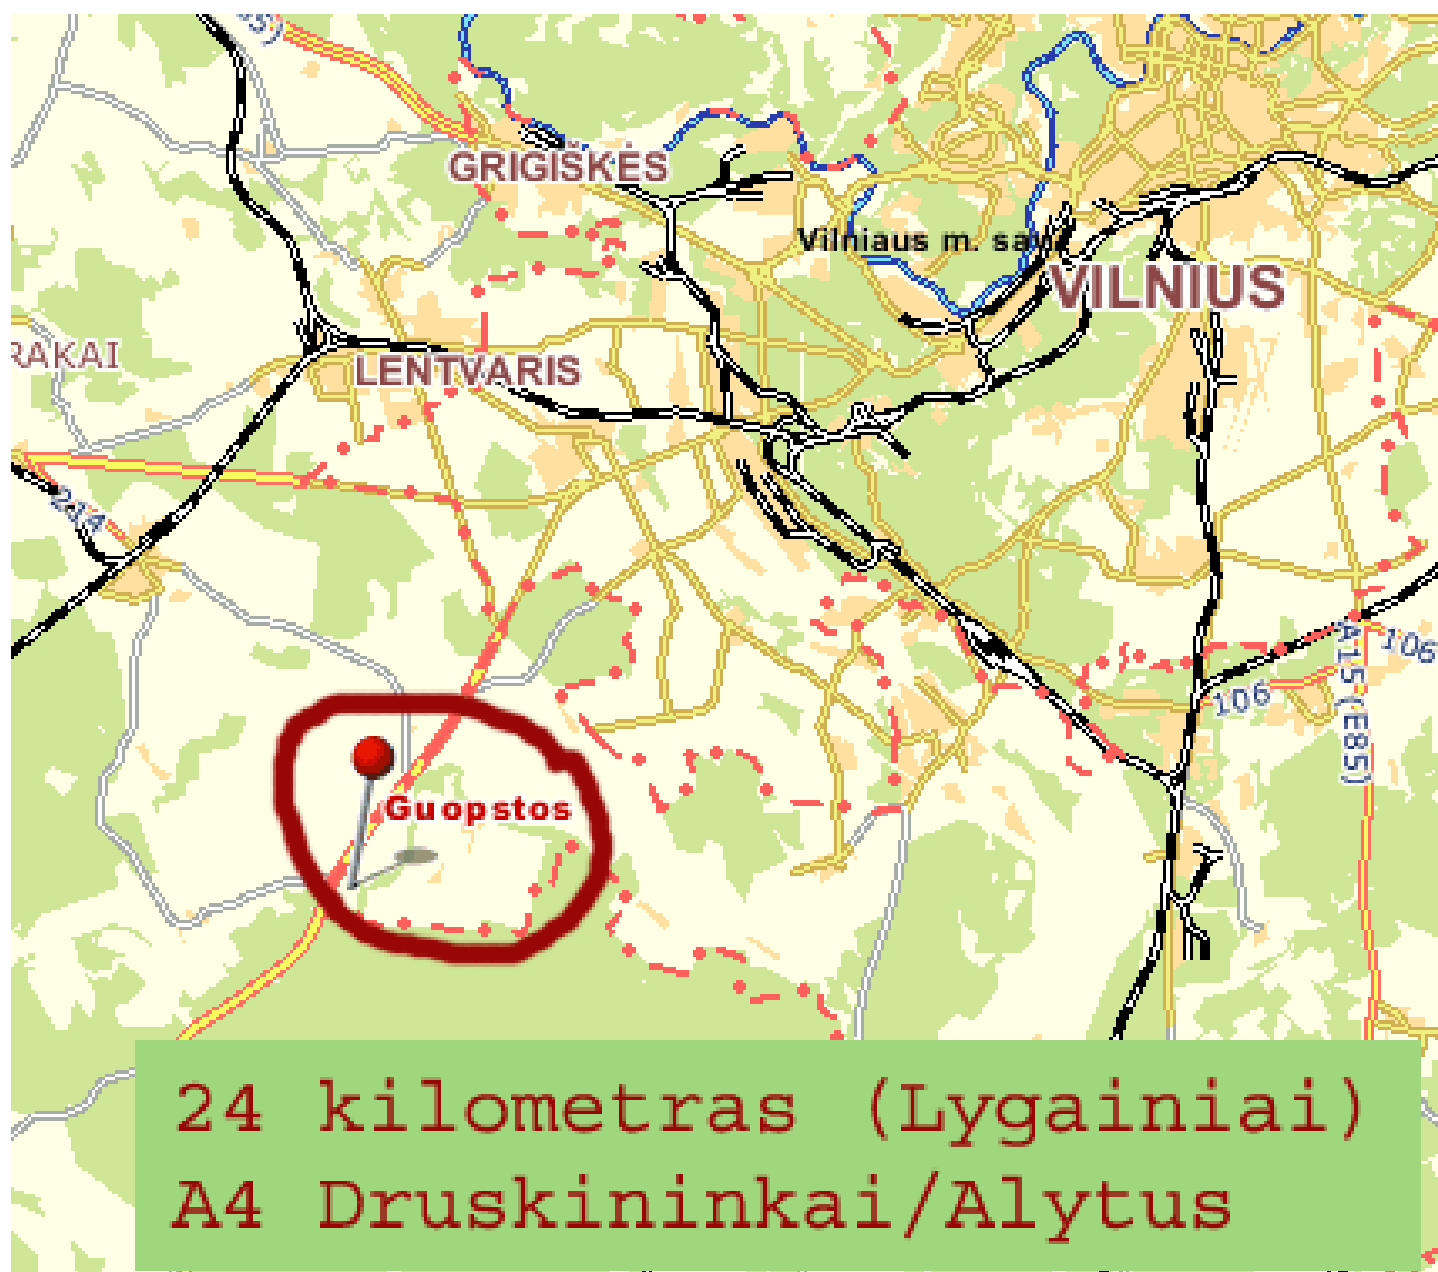 GRIGIŠKĖS
Vilniaus m. sav.
VILNIUS
RAKAI
LENTVARIS
214
A15 (E85)
106
106
Guopstos
24 kilometras (Lygainiai)
A4 Druskininkai/Alytus